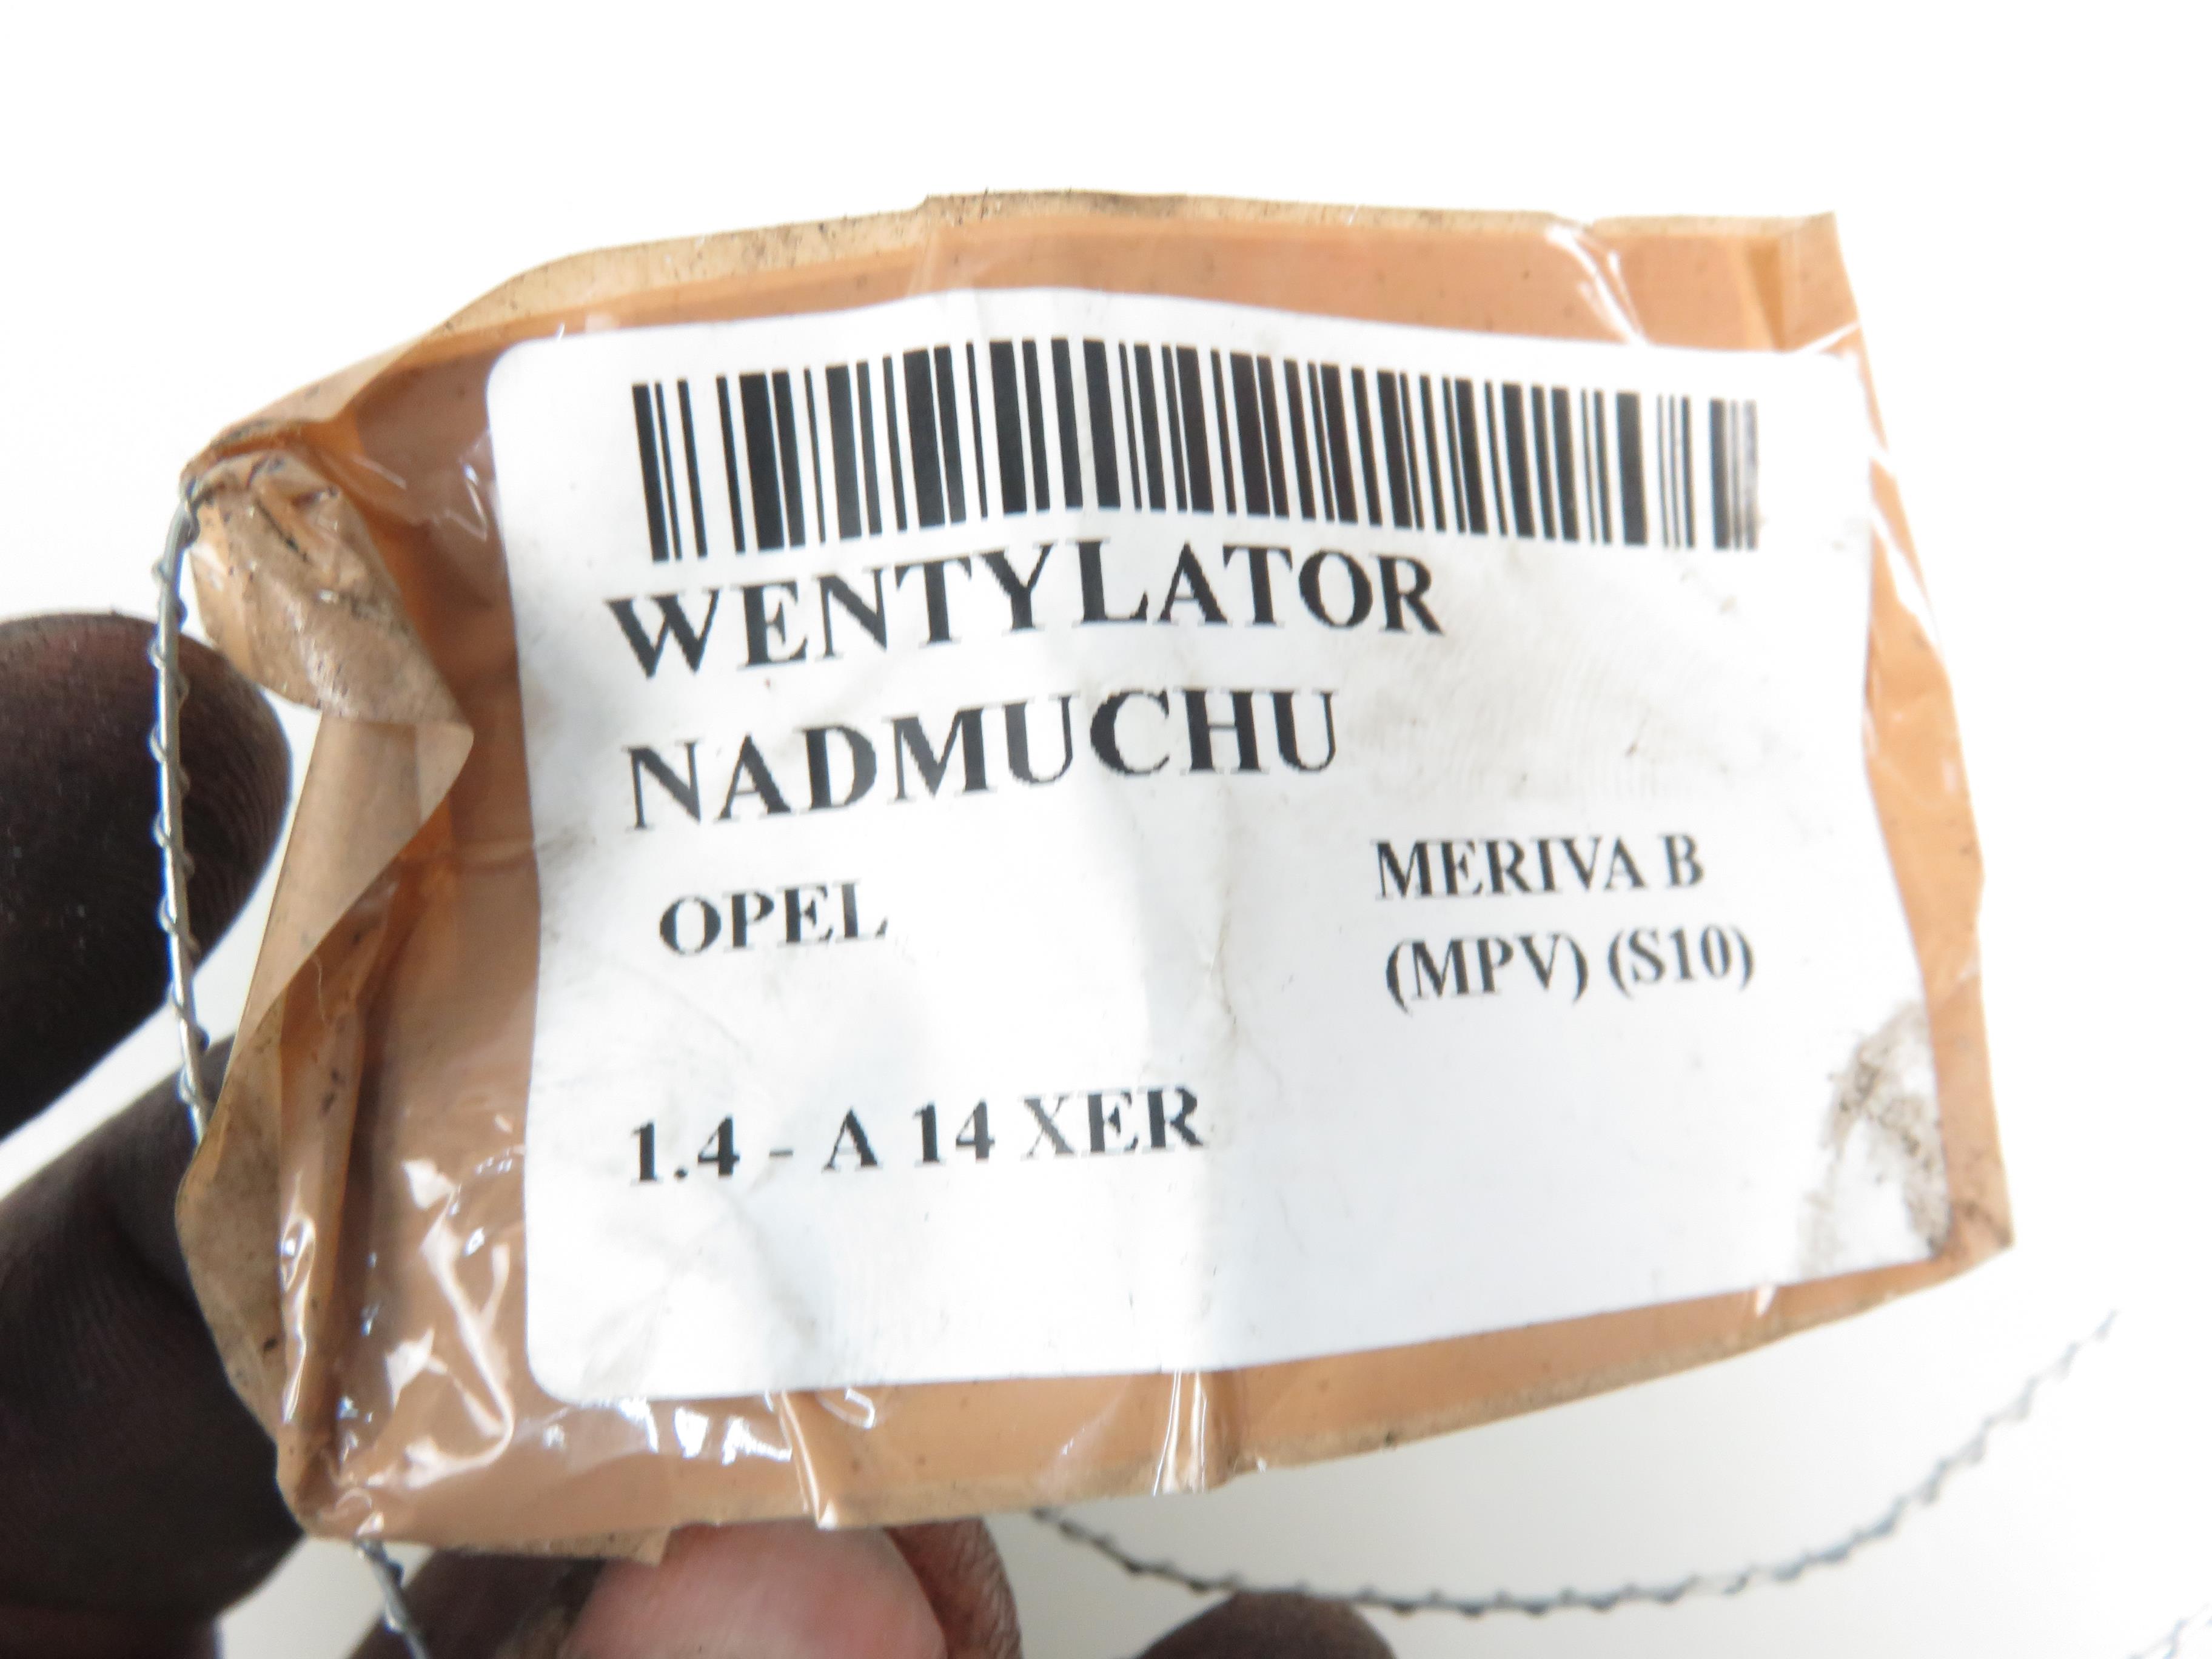 WENTYLATOR
NADMUCHU
OPEL
MERIVA B
(MPV) (S10)
1.4 - A 14 XER